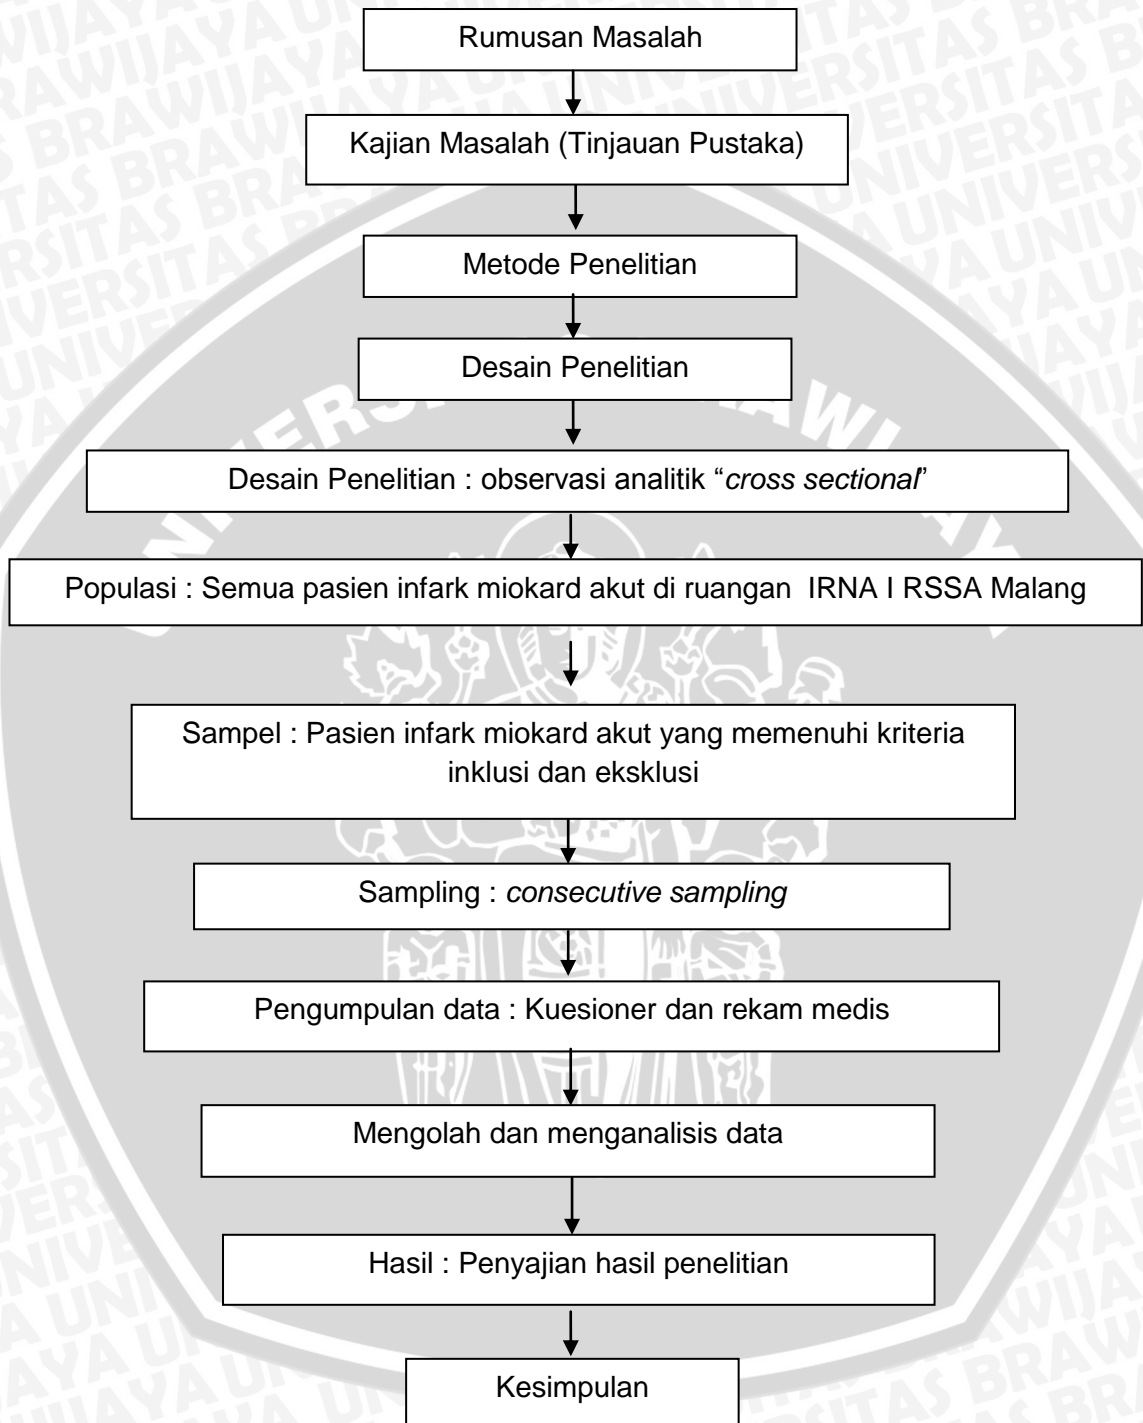 Rumusan Masalah
Kajian Masalah (Tinjauan Pustaka)
Metode Penelitian
Desain Penelitian
Desain Penelitian : observasi analitik “cross sectional”
Populasi : Semua pasien infark miokard akut di ruangan  IRNA I RSSA Malang
Sampel : Pasien infark miokard akut yang memenuhi kriteria
inklusi dan eksklusi
Sampling : consecutive sampling
Pengumpulan data : Kuesioner dan rekam medis
Mengolah dan menganalisis data
Hasil : Penyajian hasil penelitian
Kesimpulan